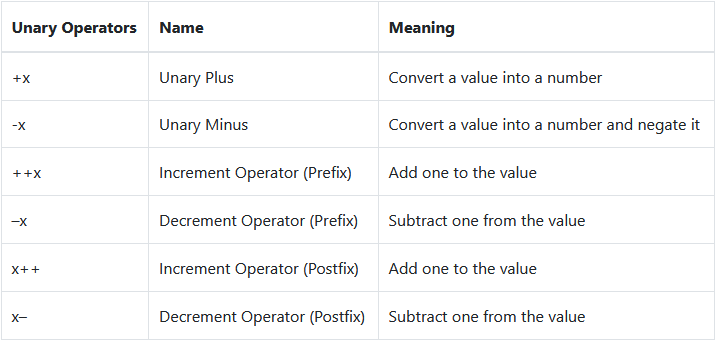 Unary Operators Name Meaning
+x Unary Plus Convert a value into a number
-x Unary Minus Convert a value into a number and negate it
++x Increment Operator (Prefix) Add one to the value
–x Decrement Operator (Prefix) Subtract one from the value
x++ Increment Operator (Postfix) Add one to the value
x– Decrement Operator (Postfix) Subtract one from the value